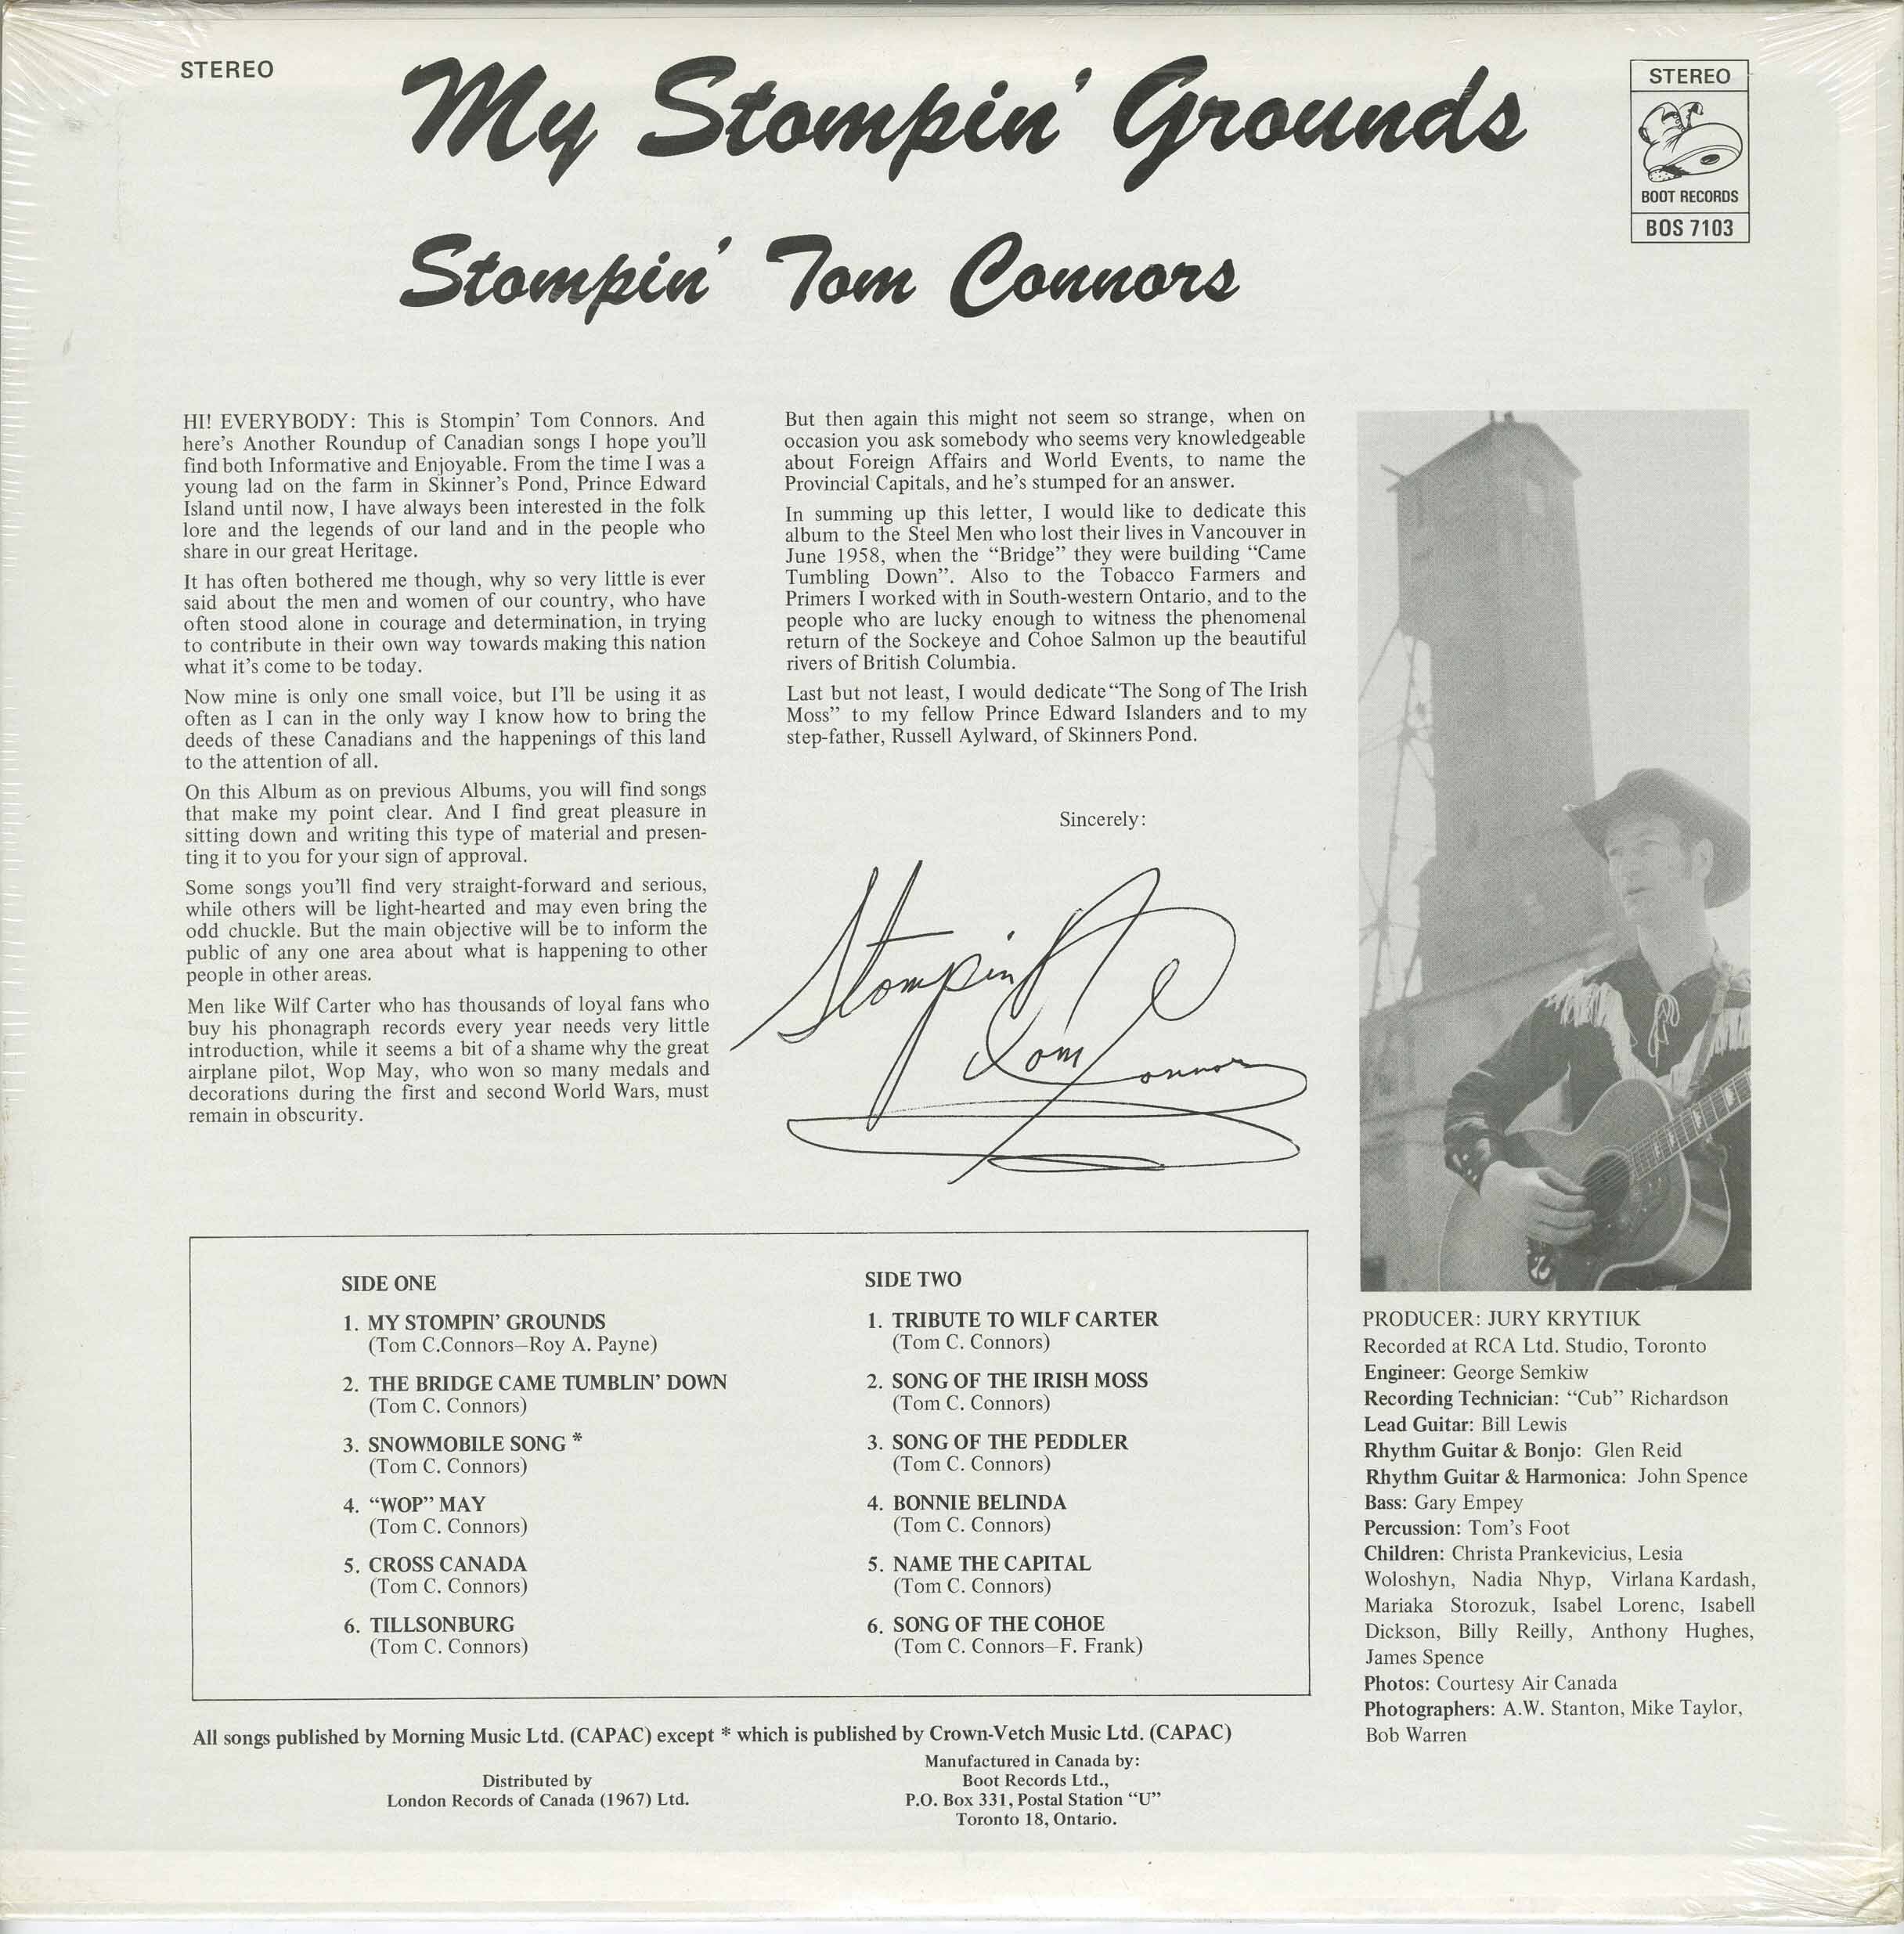 STEREO
My Stompin' Grounds
Stompin' Tom Connors
STEREO
BOOT RECORDS
BOS 7103
HI! EVERYBODY: This is Stompin' Tom Connors. And
here's Another Roundup of Canadian songs I hope you'll
find both Informative and Enjoyable. From the time I was a
young lad on the farm in Skinner's Pond, Prince Edward
Island until now, I have always been interested in the folk
lore and the legends of our land and in the people who
share in our great Heritage.
It has often bothered me though, why so very little is ever
said about the men and women of our country, who have
often stood alone in courage and determination, in trying
to contribute in their own way towards making this nation
what it's come to be today.
Now mine is only one small voice, but I'll be using it as
often as I can in the only way I know how to bring the
deeds of these Canadians and the happenings of this land
to the attention of all.
On this Album as on previous Albums, you will find songs
that make my point clear. And I find great pleasure in
sitting down and writing this type of material and presen-
ting it to you for your sign of approval.
Some songs you'll find very straight-forward and serious,
while others will be light-hearted and may even bring the
odd chuckle. But the main objective will be to inform the
public of any one area about what is happening to other
people in other areas.
Men like Wilf Carter who has thousands of loyal fans who
buy his phonagraph records every year needs very little
introduction, while it seems a bit of a shame why the great
airplane pilot, Wop May, who won so many medals and
decorations during the first and second World Wars, must
remain in obscurity.
But then again this might not seem so strange, when on
occasion you ask somebody who seems very knowledgeable
about Foreign Affairs and World Events, to name the
Provincial Capitals, and he's stumped for an answer.
In summing up this letter, I would like to dedicate this
album to the Steel Men who lost their lives in Vancouver in
June 1958, when the "Bridge" they were building "Came
Tumbling Down". Also to the Tobacco Farmers and
Primers I worked with in South-western Ontario, and to the
people who are lucky enough to witness the phenomenal
return of the Sockeye and Cohoe Salmon up the beautiful
rivers of British Columbia.
Last but not least, I would dedicate "The Song of The Irish
Moss" to my fellow Prince Edward Islanders and to my
step-father, Russell Aylward, of Skinners Pond.
Sincerely:
Stompin
Tom Connors
SIDE ONE
1. MY STOMPIN' GROUNDS
(Tom C.Connors–Roy A. Payne)
2. THE BRIDGE CAME TUMBLIN' DOWN
(Tom C. Connors)
3. SNOWMOBILE SONG *
(Tom C. Connors)
4. "WOP" MAY
(Tom C. Connors)
5. CROSS CANADA
(Tom C. Connors)
6. TILLSONBURG
(Tom C. Connors)
SIDE TWO
1. TRIBUTE TO WILF CARTER
(Tom C. Connors)
2. SONG OF THE IRISH MOSS
(Tom C. Connors)
3. SONG OF THE PEDDLER
(Tom C. Connors)
4. BONNIE BELINDA
(Tom C. Connors)
5. NAME THE CAPITAL
(Tom C. Connors)
6. SONG OF THE COHOE
(Tom C. Connors–F. Frank)
PRODUCER: JURY KRYTIUK
Recorded at RCA Ltd. Studio, Toronto
Engineer: George Semkiw
Recording Technician: "Cub" Richardson
Lead Guitar: Bill Lewis
Rhythm Guitar & Bonjo: Glen Reid
Rhythm Guitar & Harmonica: John Spence
Bass: Gary Empey
Percussion: Tom's Foot
Children: Christa Prankevicius, Lesia
Woloshyn, Nadia Nhyp, Virlana Kardash,
Mariaka Storozuk, Isabel Lorenc, Isabell
Dickson, Billy Reilly, Anthony Hughes,
James Spence
Photos: Courtesy Air Canada
Photographers: A.W. Stanton, Mike Taylor,
Bob Warren
All songs published by Morning Music Ltd. (CAPAC) except * which is published by Crown-Vetch Music Ltd. (CAPAC)
Distributed by
London Records of Canada (1967) Ltd.
Manufactured in Canada by:
Boot Records Ltd.,
P.O. Box 331, Postal Station "U"
Toronto 18, Ontario.